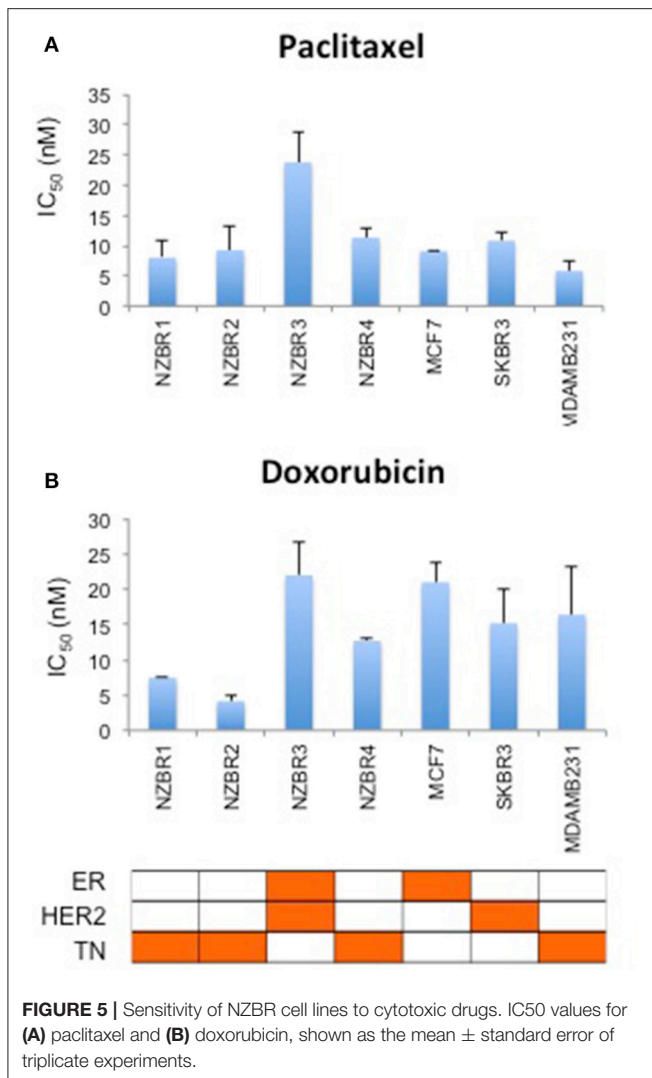 A
Paclitaxel
IC50 (nM)
35
30
25
20
15
10
5
0
NZBR1
NZBR2
NZBR3
NZBR4
MCF7
SKBR3
MDAMB231
B
Doxorubicin
IC50 (nM)
30
25
20
15
10
5
0
NZBR1
NZBR2
NZBR3
NZBR4
MCF7
SKBR3
MDAMB231
ER
HER2
TN
FIGURE 5 | Sensitivity of NZBR cell lines to cytotoxic drugs. IC50 values for
(A) paclitaxel and (B) doxorubicin, shown as the mean ± standard error of
triplicate experiments.